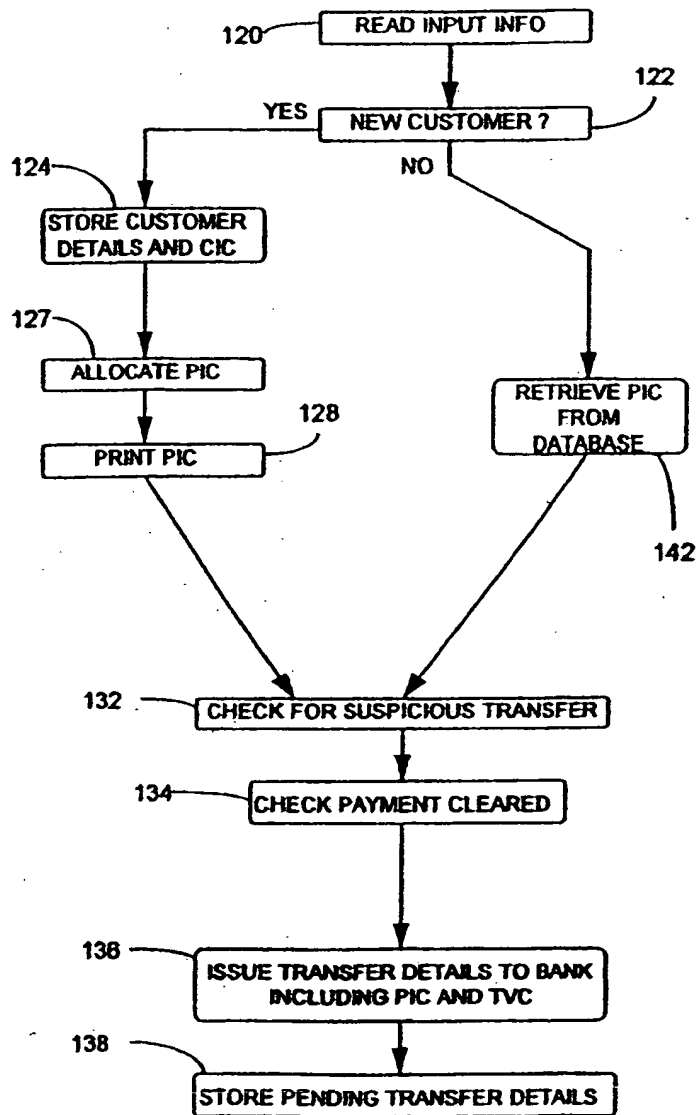 READ INPUT INFO
120
122
YES
NEW CUSTOMER ?
NO
124
STORE CUSTOMER
DETAILS AND CIC
127
ALLOCATE PIC
128
PRINT PIC
RETRIEVE PIC
FROM
DATABASE
142
132
CHECK FOR SUSPICIOUS TRANSFER
134
CHECK PAYMENT CLEARED
136
ISSUE TRANSFER DETAILS TO BANK
INCLUDING PIC AND TVC
138
STORE PENDING TRANSFER DETAILS